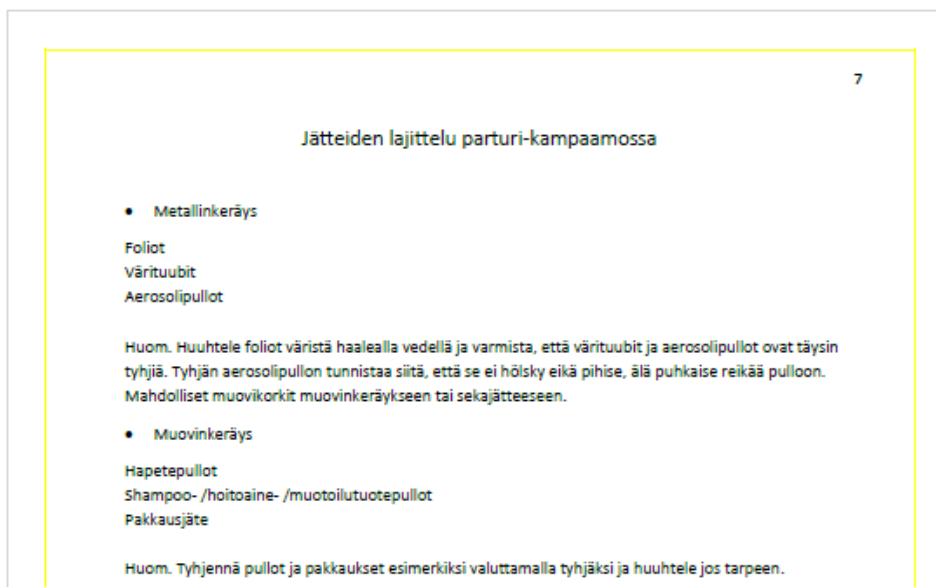 7
Jätteiden lajittelu parturi-kampaamossa
• Metallinkeräys
Foliot
Värituubit
Aerosolipullot
Huom. Huuhtele foliot väristä haalealla vedellä ja varmista, että värituubit ja aerosolipullot ovat täysin
tyhjiä. Tyhjän aerosolipullon tunnistaa siitä, että se ei hölsky eikä pihise, älä puhkaise reikää pulloon.
Mahdolliset muovikorkit muovinkeräykseen tai sekajätteeseen.
• Muovinkeräys
Hapetepullot
Shampoo- /hoitoaine- /muotoilutuotepullot
Pakkausjäte
Huom. Tyhjennä pullot ja pakkaukset esimerkiksi valuttamalla tyhjäksi ja huuhtele jos tarpeen.